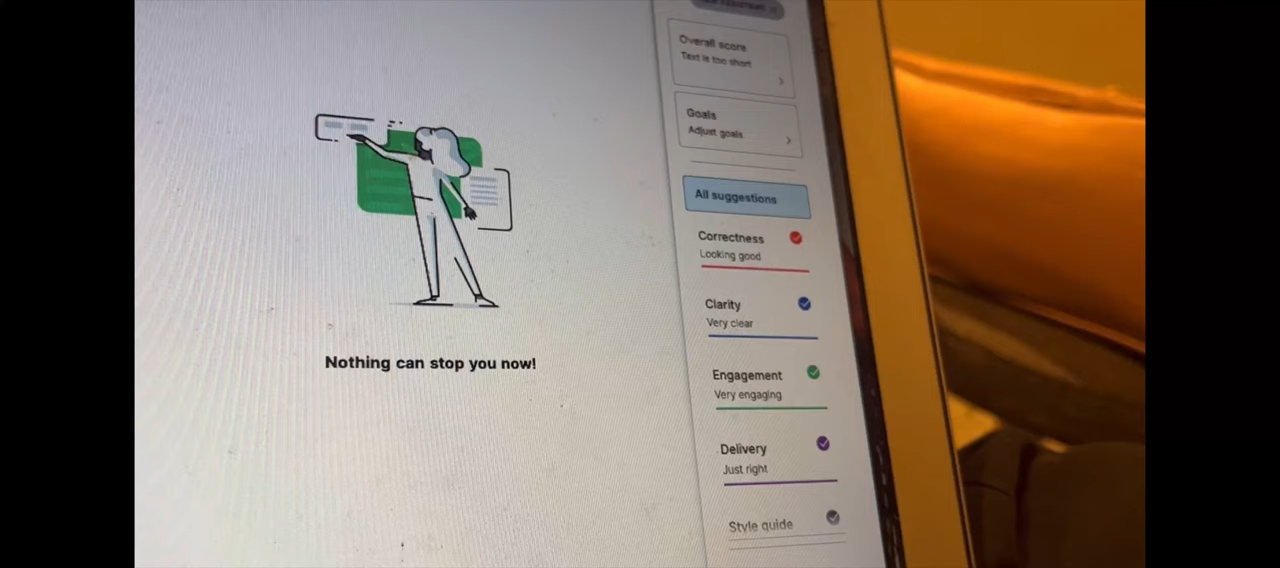 Overall score
Text is too short
Goals
Adjust goals
All suggestions
Correctness
Looking good
Clarity
Very clear
Nothing can stop you now!
Engagement
Very engaging
Delivery
Just right
Style guide